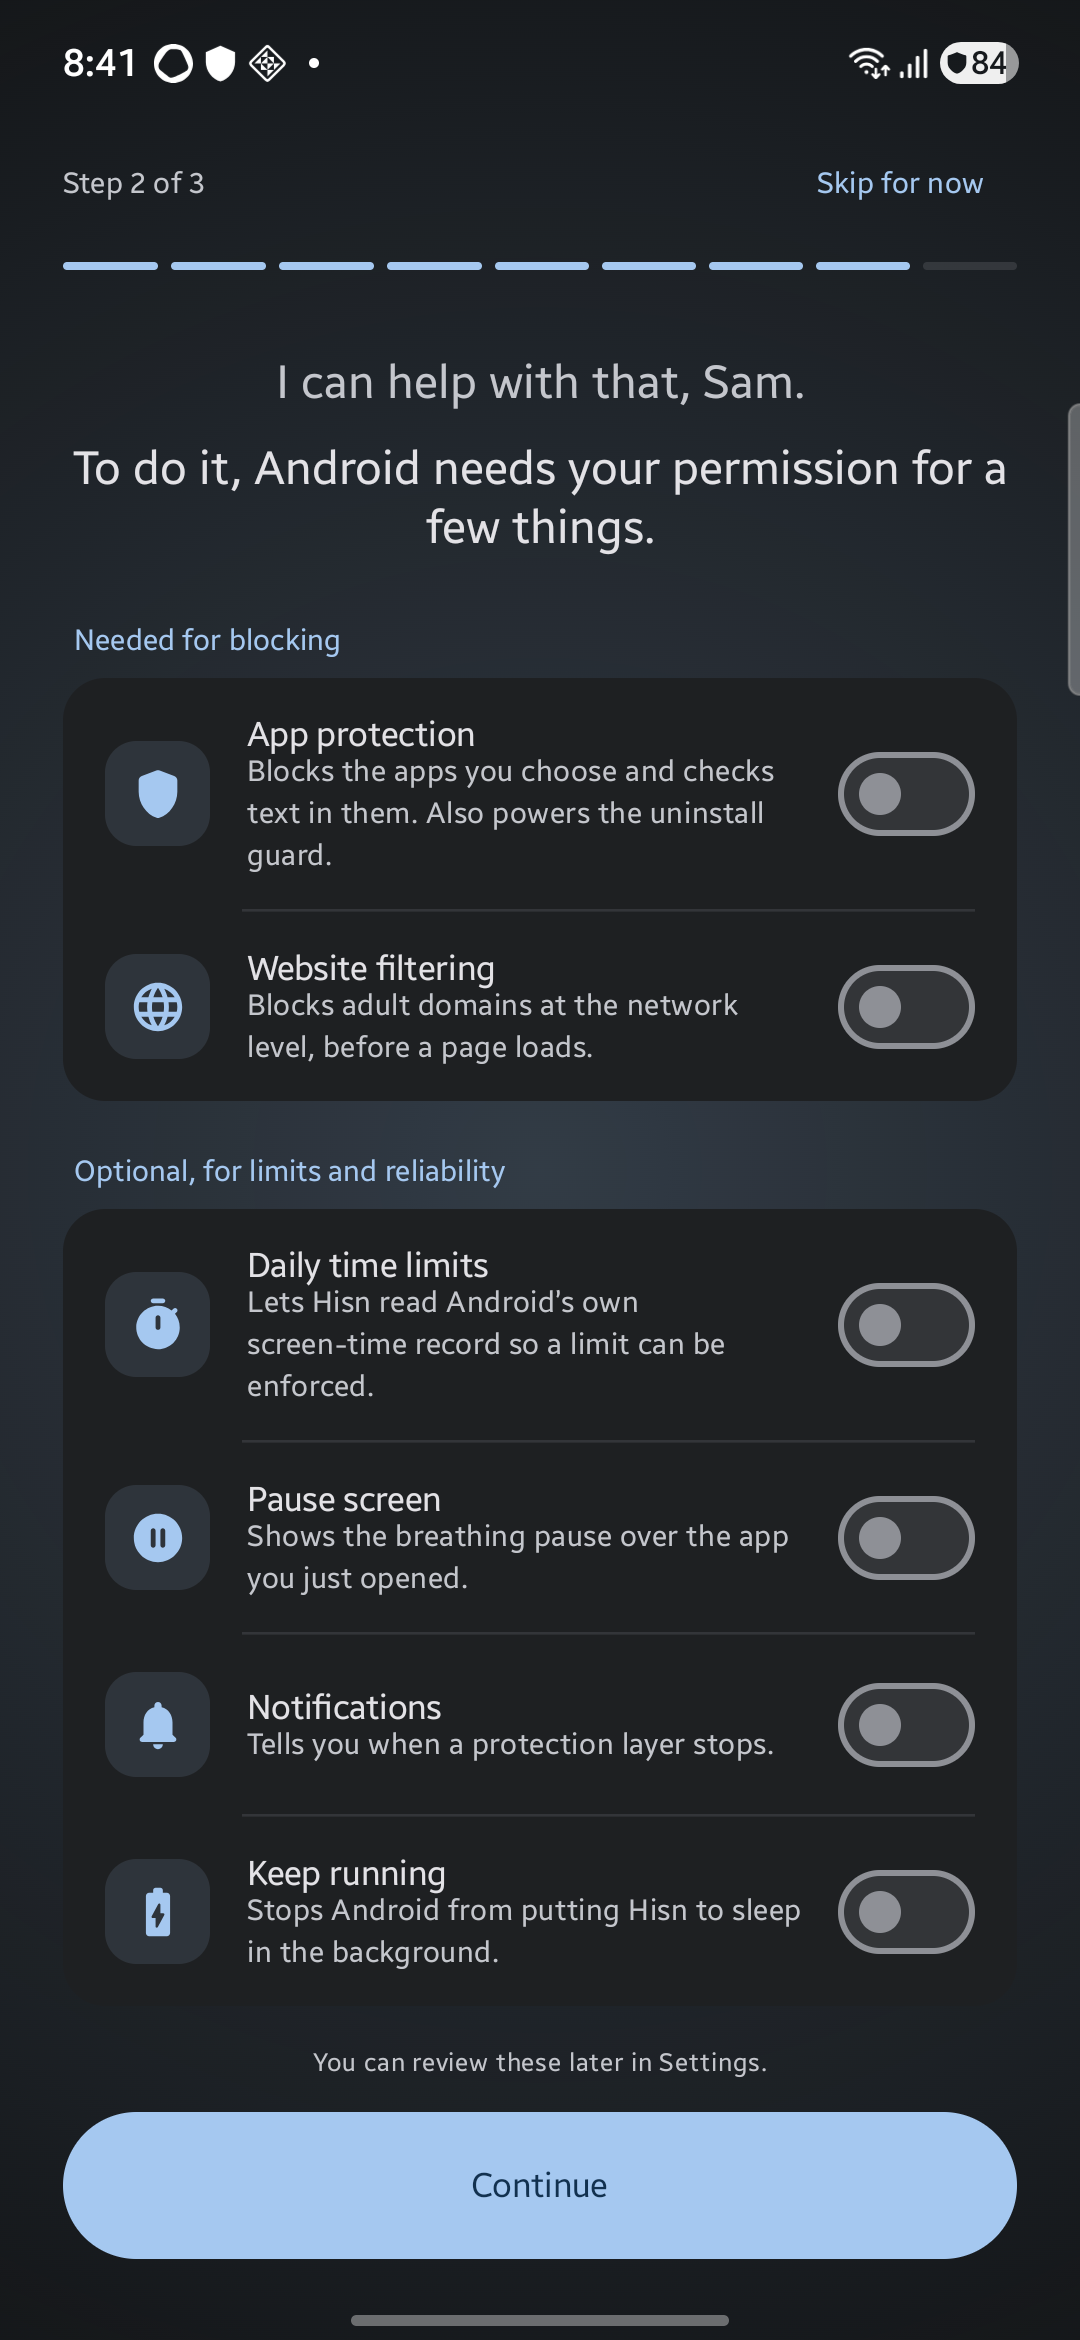 8:41
84
Step 2 of 3
Skip for now
I can help with that, Sam.
To do it, Android needs your permission for a
few things.
Needed for blocking
App protection
Blocks the apps you choose and checks
text in them. Also powers the uninstall
guard.
Website filtering
Blocks adult domains at the network
level, before a page loads.
Optional, for limits and reliability
Daily time limits
Lets Hisn read Android's own
screen-time record so a limit can be
enforced.
Pause screen
Shows the breathing pause over the app
you just opened.
Notifications
Tells you when a protection layer stops.
Keep running
Stops Android from putting Hisn to sleep
in the background.
You can review these later in Settings.
Continue